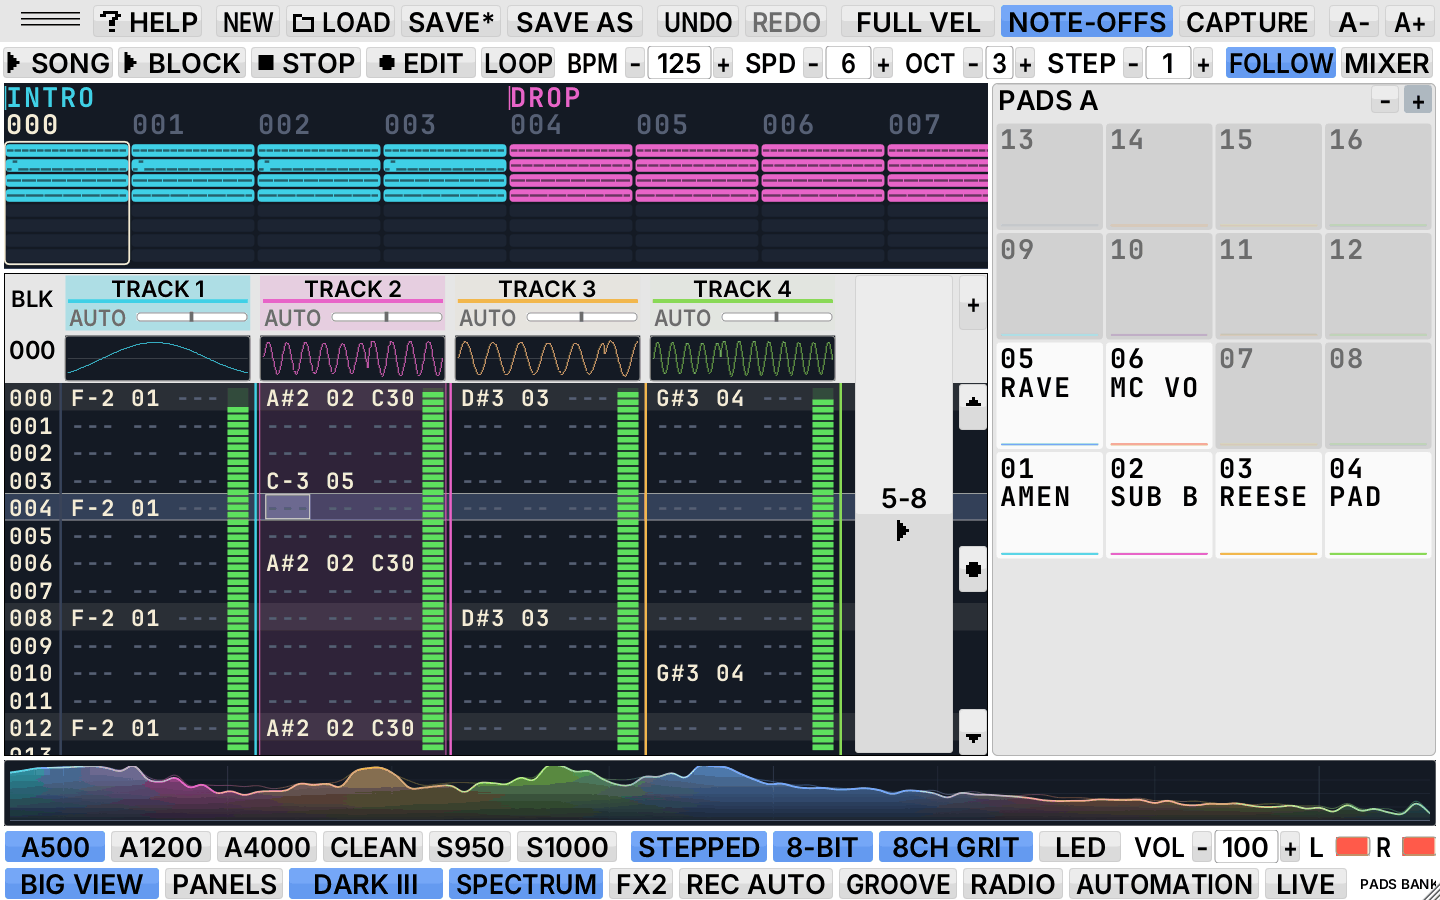 ? HELP NEW LOAD SAVE* SAVE AS UNDO REDO FULL VEL NOTE-OFFS CAPTURE A- A+
SONG BLOCK STOP EDIT LOOP BPM - 125 + SPD - 6 + OCT - 3 + STEP - 1 + FOLLOW MIXER
INTRO DROP
000 001 002 003 004 005 006 007
PADS A - +
13 14 15 16
09 10 11 12
05 06 07 08
RAVE MC VO
01 02 03 04
AMEN SUB B REESE PAD
BLK TRACK 1 TRACK 2 TRACK 3 TRACK 4 +
AUTO AUTO AUTO AUTO
000
000 F-2 01 --- A#2 02 C30 D#3 03 --- G#3 04 ---
001 --- -- --- --- -- --- --- -- --- --- -- ---
002 --- -- --- --- -- --- --- -- --- --- -- ---
003 --- -- --- C-3 05 --- --- -- --- --- -- ---
004 F-2 01 --- --- -- --- --- -- --- --- -- ---
005 --- -- --- --- -- --- --- -- --- --- -- ---
006 --- -- --- A#2 02 C30 --- -- --- --- -- ---
007 --- -- --- --- -- --- --- -- --- --- -- ---
008 F-2 01 --- --- -- --- D#3 03 --- --- -- ---
009 --- -- --- --- -- --- --- -- --- --- -- ---
010 --- -- --- --- -- --- --- -- --- G#3 04 ---
011 --- -- --- --- -- --- --- -- --- --- -- ---
012 F-2 01 --- A#2 02 C30 --- -- --- --- -- ---
013
5-8
A500 A1200 A4000 CLEAN S950 S1000 STEPPED 8-BIT 8CH GRIT LED VOL - 100 + L R
BIG VIEW PANELS DARK III SPECTRUM FX2 REC AUTO GROOVE RADIO AUTOMATION LIVE PADS BANK